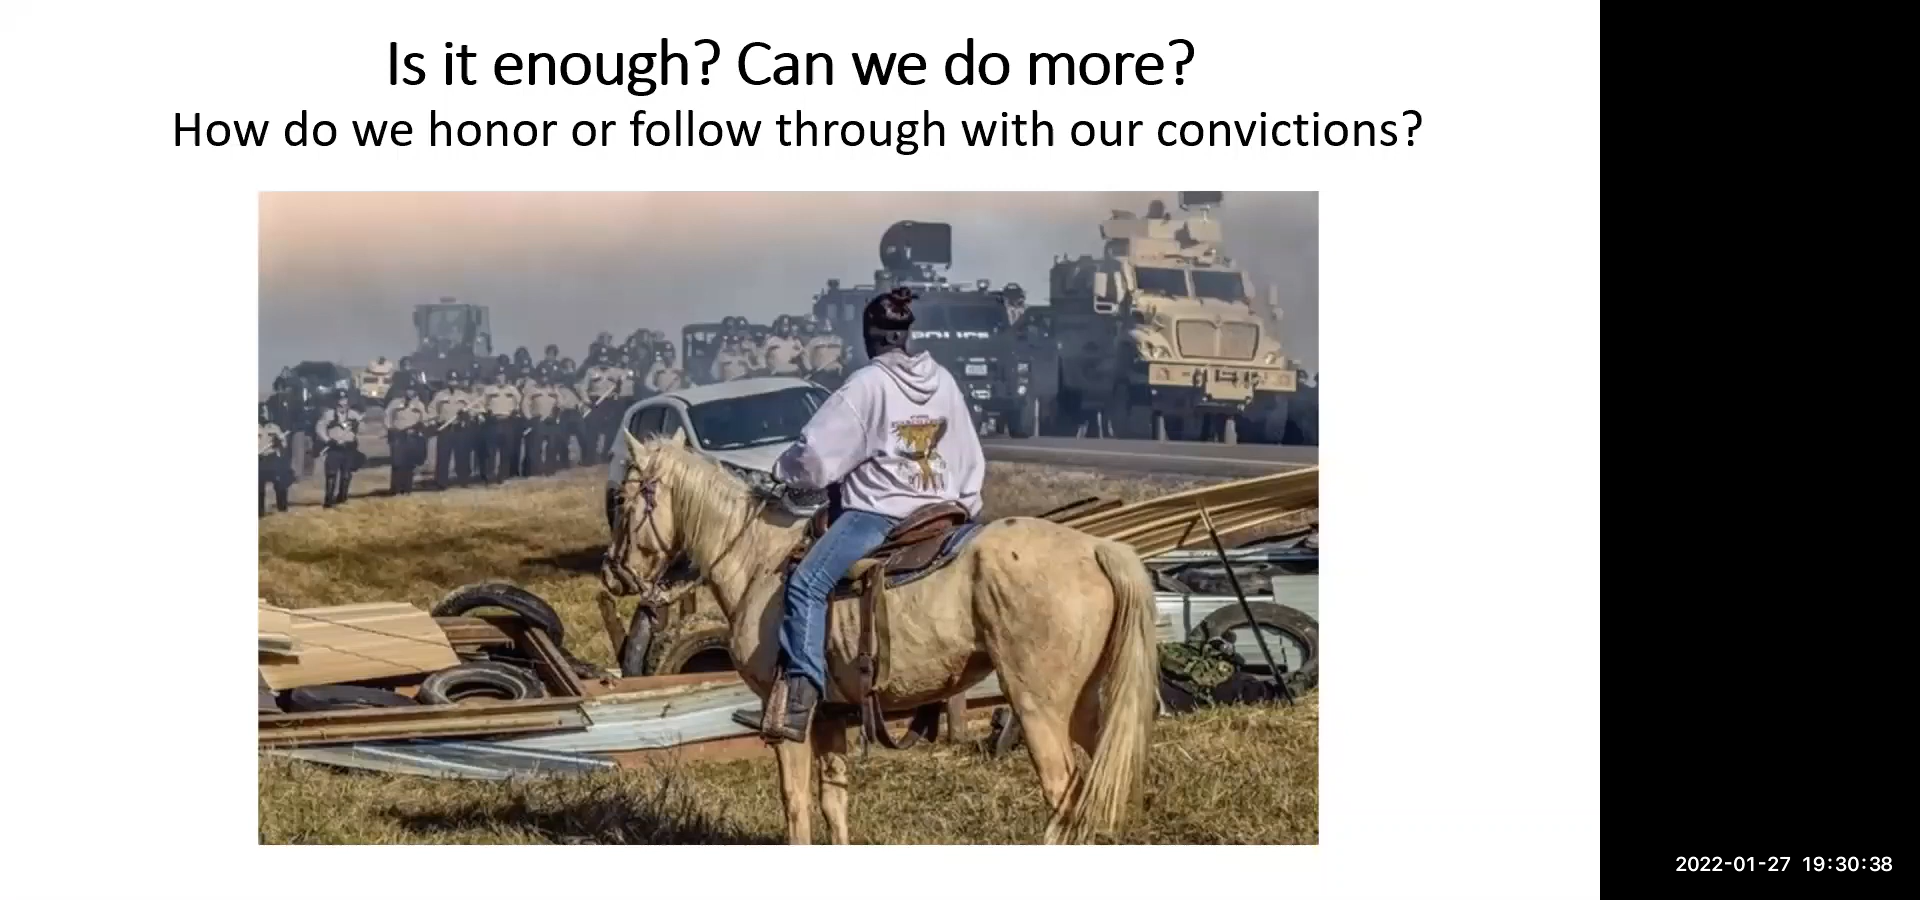 Is it enough? Can we do more?
How do we honor or follow through with our convictions?
POLICE
2022-01-27 19:30:38